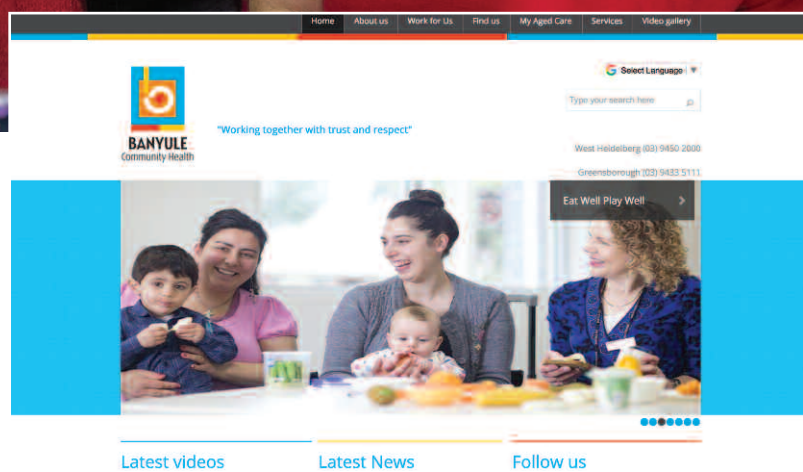 Home About us Work for Us Find us My Aged Care Services Video gallery
Select Language ▼
Type your search here
BANYULE
Community Health
"Working together with trust and respect"
West Heidelberg (03) 9450 2000
Greensborough (03) 9433 5111
Eat Well Play Well
Latest videos Latest News Follow us